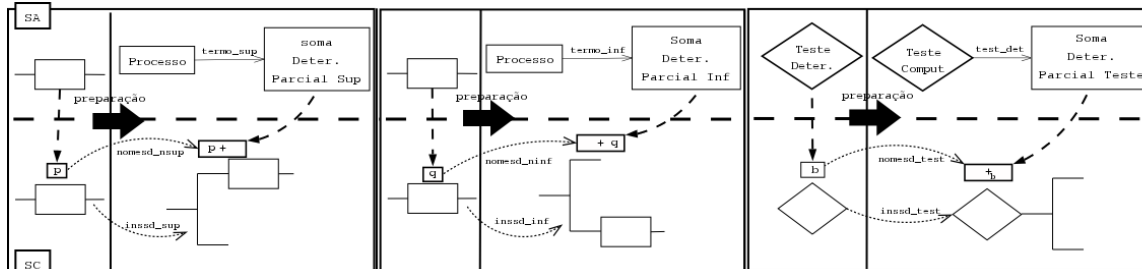 SA
Processo
termo_sup
soma
Deter.
Parcial Sup
preparação
p
nomesd_nsup
p +
inssd_sup
SC
Processo
termo_inf
Soma
Deter.
Parcial Inf
preparação
q
nomesd_ninf
+ q
inssd_inf
Teste
Deter.
Teste
Comput
test_det
Soma
Deter.
Parcial Teste
preparação
b
nomesd_test
+b
inssd_test